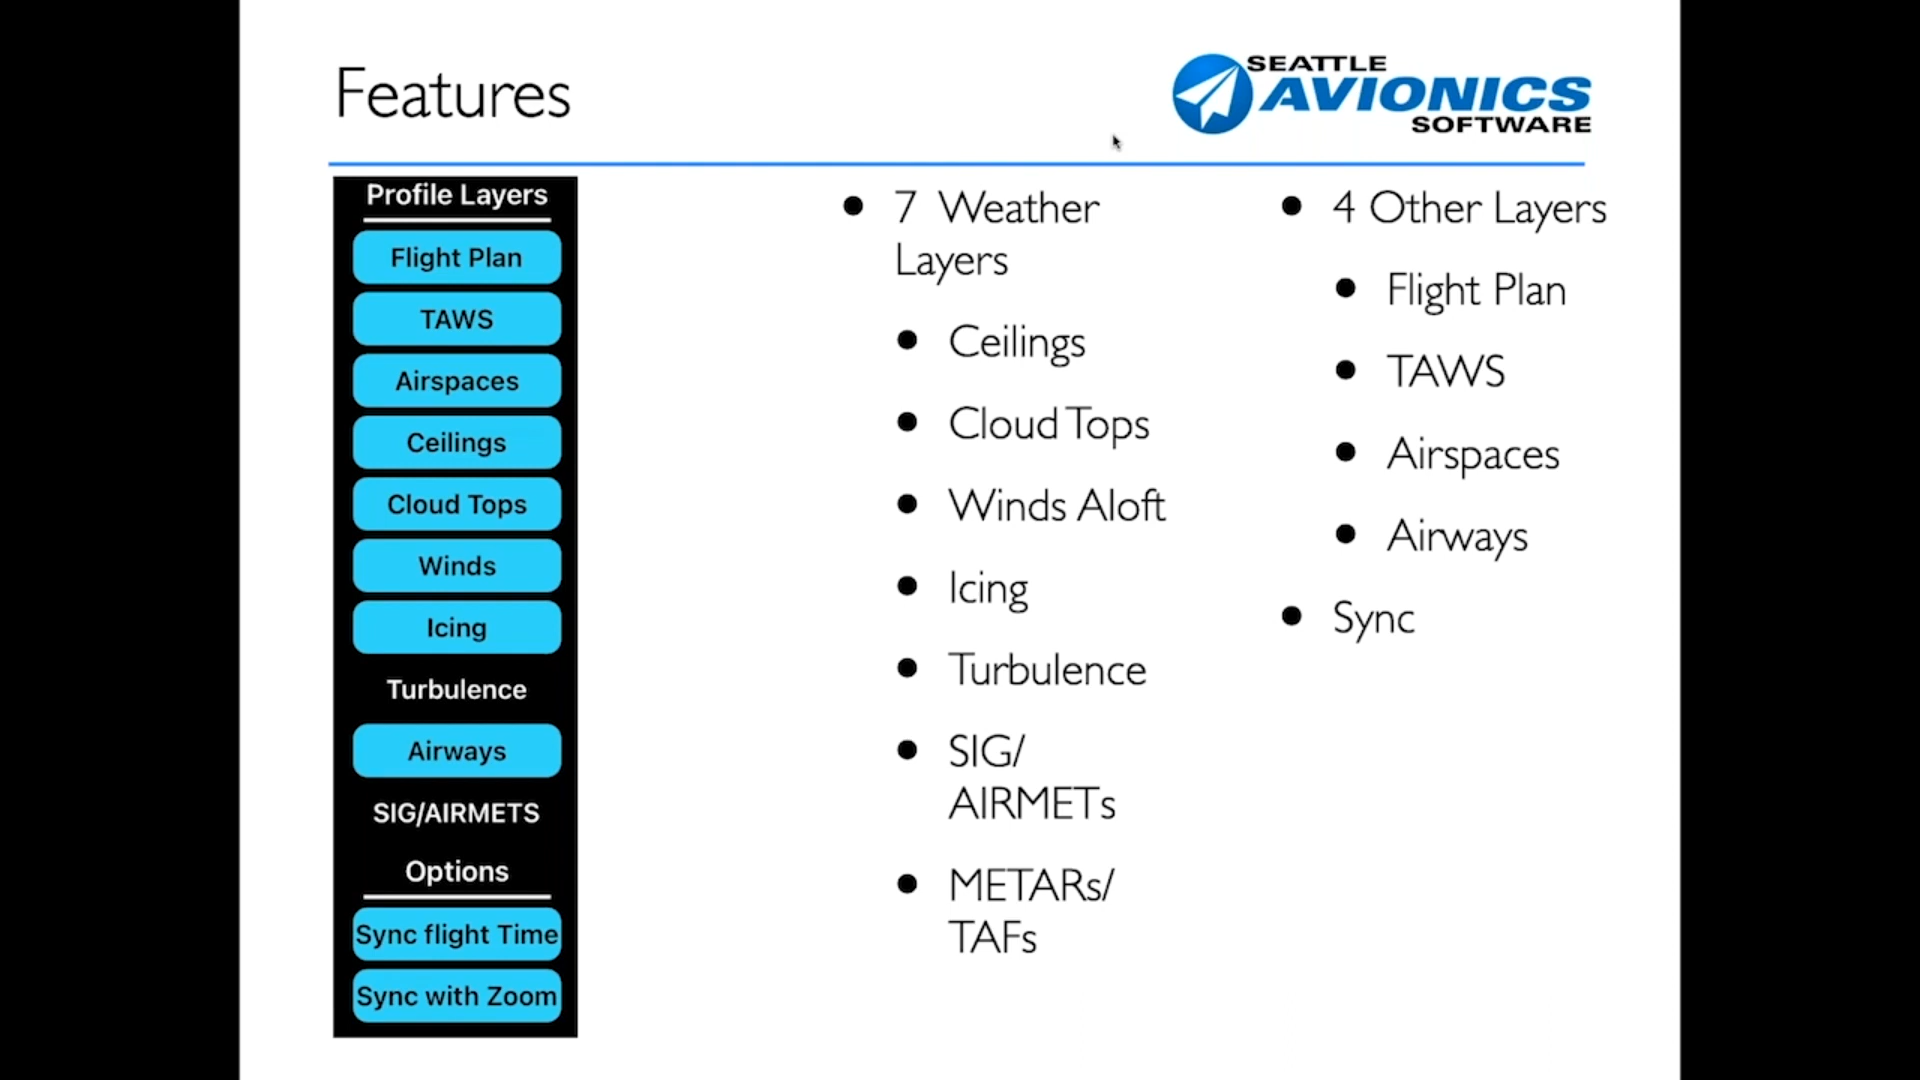 Features
SEATTLE
AVIONICS
SOFTWARE
Profile Layers
Flight Plan
TAWS
Airspaces
Ceilings
Cloud Tops
Winds
Icing
Turbulence
Airways
SIG/AIRMETS
Options
Sync flight Time
Sync with Zoom
7 Weather
Layers
Ceilings
Cloud Tops
Winds Aloft
Icing
Turbulence
SIG/
AIRMETs
METARs/
TAFs
4 Other Layers
Flight Plan
TAWS
Airspaces
Airways
Sync